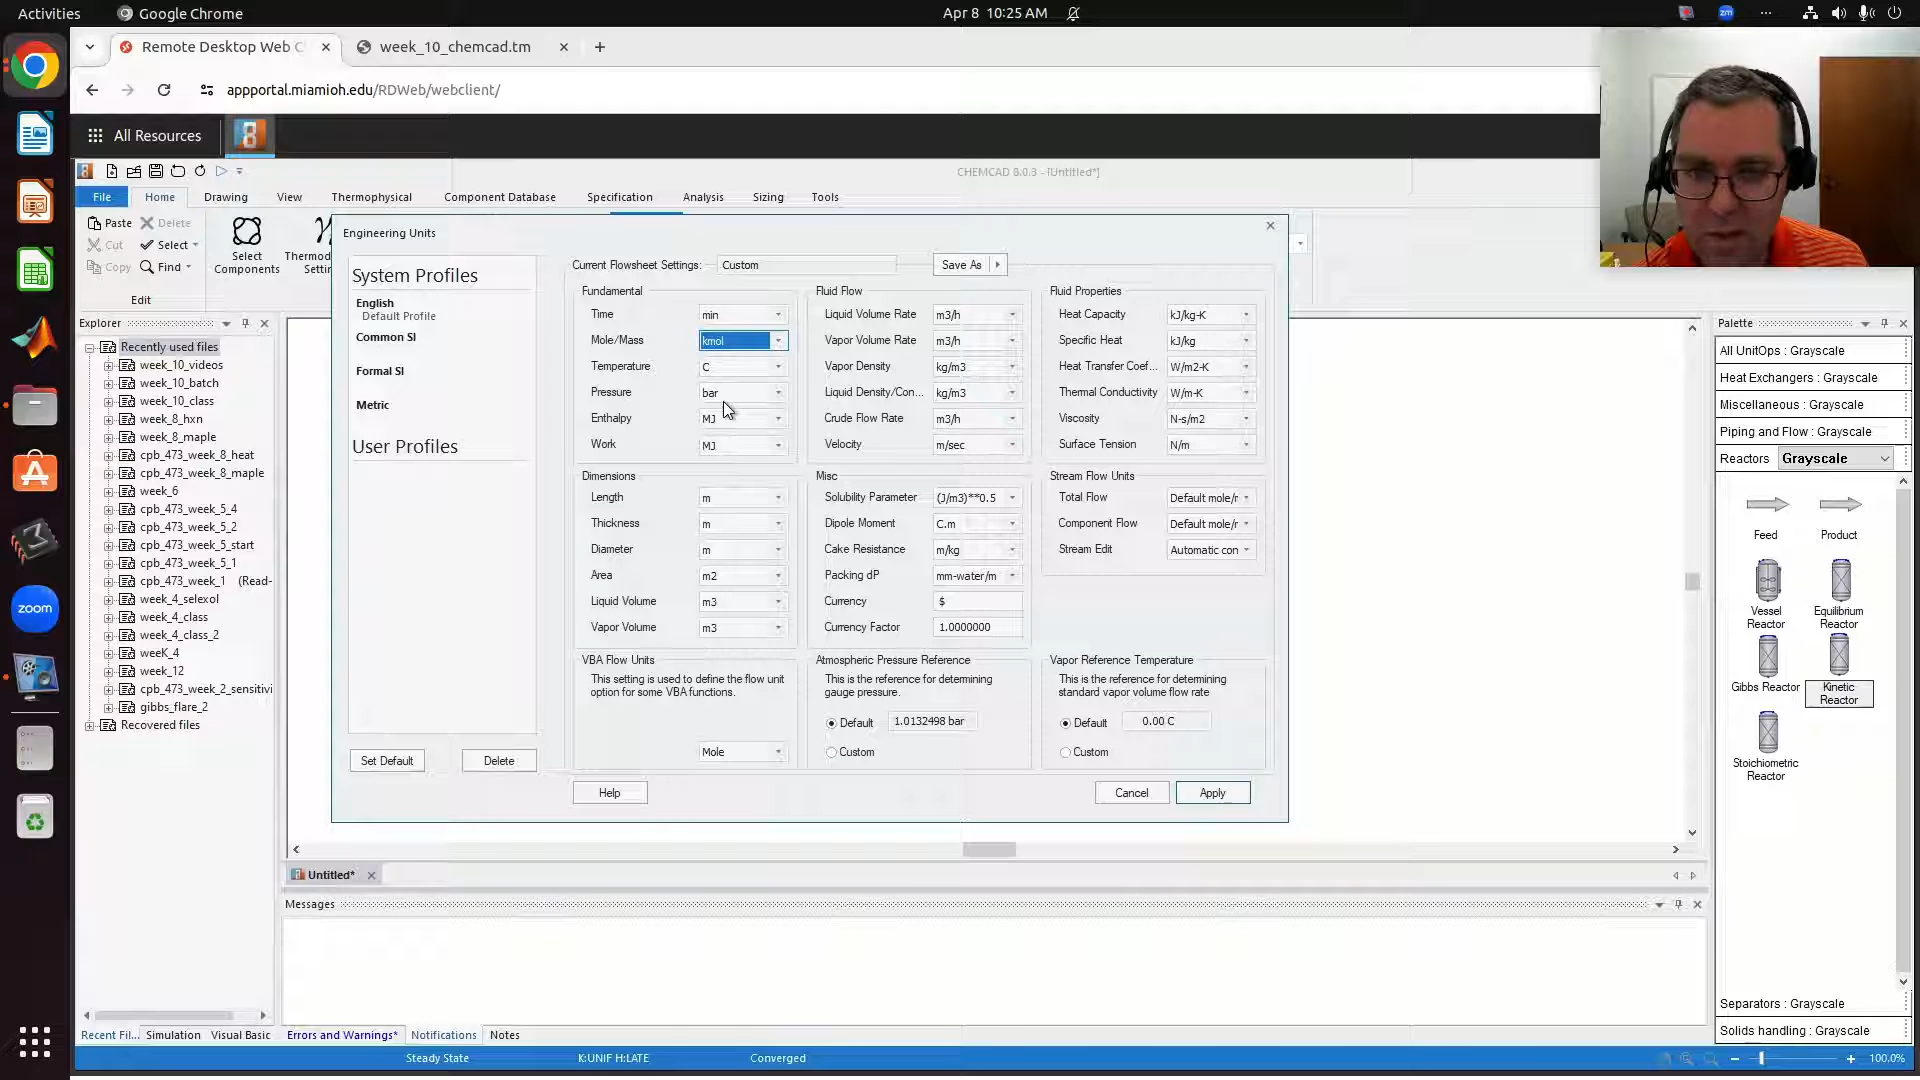 Activities
Google Chrome
Apr 8 10:25 AM
zm
Remote Desktop Web C
week_10_chemcad.tm
appportal.miamioh.edu/RDWeb/webclient/
All Resources
CHEMCAD 8.0.3 - [Untitled*]
File Home Drawing View Thermophysical Component Database Specification Analysis Sizing Tools
Paste Delete
Cut Select
Copy Find
Edit
Select Components
Engineering Units
Explorer
Recently used files
week_10_videos
week_10_batch
week_10_class
week_8_hxn
week_8_maple
cpb_473_week_8_heat
cpb_473_week_8_maple
week_6
cpb_473_week_5_4
cpb_473_week_5_2
cpb_473_week_5_start
cpb_473_week_5_1
cpb_473_week_1 (Read-
week_4_selexol
week_4_class
week_4_class_2
weeK_4
week_12
cpb_473_week_2_sensitivi
gibbs_flare_2
Recovered files
System Profiles
English
Default Profile
Common SI
Formal SI
Metric
User Profiles
Set Default Delete
Current Flowsheet Settings: Custom Save As
Fundamental
Time min
Mole/Mass kmol
Temperature C
Pressure bar
Enthalpy MJ
Work MJ
Fluid Flow
Liquid Volume Rate m3/h
Vapor Volume Rate m3/h
Vapor Density kg/m3
Liquid Density/Con... kg/m3
Crude Flow Rate m3/h
Velocity m/sec
Fluid Properties
Heat Capacity kJ/kg-K
Specific Heat kJ/kg
Heat Transfer Coef... W/m2-K
Thermal Conductivity W/m-K
Viscosity N-s/m2
Surface Tension N/m
Dimensions
Length m
Thickness m
Diameter m
Area m2
Liquid Volume m3
Vapor Volume m3
Misc
Solubility Parameter (J/m3)**0.5
Dipole Moment C.m
Cake Resistance m/kg
Packing dP mm-water/m
Currency $
Currency Factor 1.0000000
Stream Flow Units
Total Flow Default mole/r
Component Flow Default mole/r
Stream Edit Automatic con
VBA Flow Units
This setting is used to define the flow unit
option for some VBA functions.
Mole
Atmospheric Pressure Reference
This is the reference for determining
gauge pressure.
Default 1.0132498 bar
Custom
Vapor Reference Temperature
This is the reference for determining
standard vapor volume flow rate
Default 0.00 C
Custom
Help Cancel Apply
Palette
All UnitOps : Grayscale
Heat Exchangers : Grayscale
Miscellaneous : Grayscale
Piping and Flow : Grayscale
Reactors Grayscale
Feed Product
Vessel Reactor
Equilibrium Reactor
Gibbs Reactor
Kinetic Reactor
Stoichiometric Reactor
Separators : Grayscale
Solids handling : Grayscale
Untitled*
Messages
Recent Fil... Simulation Visual Basic
Errors and Warnings* Notifications Notes
Steady State K:UNIF H:LATE Converged 100.0%
zoom